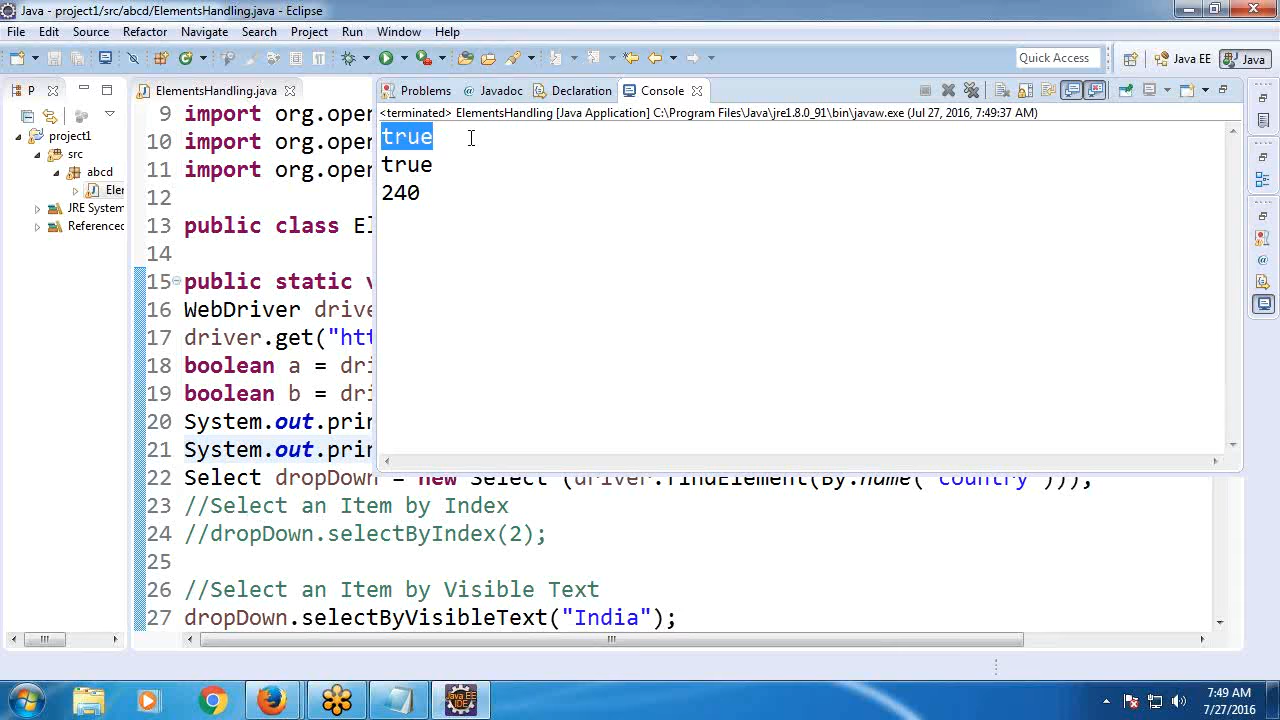 Java - project1/src/abcd/ElementsHandling.java - Eclipse
File Edit Source Refactor Navigate Search Project Run Window Help
Quick Access Java EE Java
P ElementsHandling.java Problems @ Javadoc Declaration Console
<terminated> ElementsHandling [Java Application] C:\Program Files\Java\jre1.8.0_91\bin\javaw.exe (Jul 27, 2016, 7:49:37 AM)
true
true
240
project1
src
abcd
Eler
JRE System
Referenced
9 import org.oper
10 import org.oper
11 import org.oper
12
13 public class El
14
15 public static v
16 WebDriver drive
17 driver.get("htt
18 boolean a = dri
19 boolean b = dri
20 System.out.prin
21 System.out.prin
22 Select dropDown = new Select (driver.findElement(By.name("country")));
23 //Select an Item by Index
24 //dropDown.selectByIndex(2);
25
26 //Select an Item by Visible Text
27 dropDown.selectByVisibleText("India");
Java EE
IDE
7:49 AM
7/27/2016